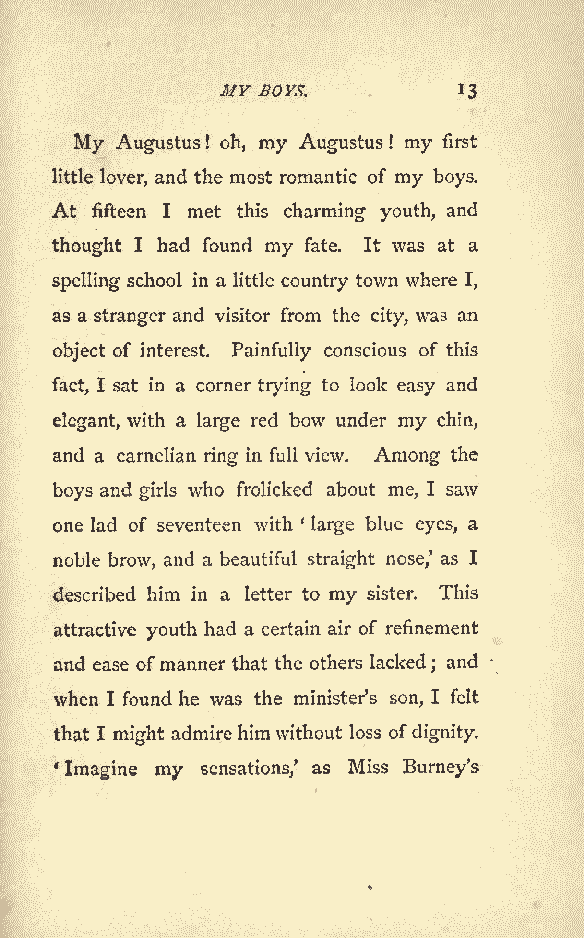 MY BOYS. 13
My Augustus! oh, my Augustus! my first
little lover, and the most romantic of my boys.
At fifteen I met this charming youth, and
thought I had found my fate. It was at a
spelling school in a little country town where I,
as a stranger and visitor from the city, was an
object of interest. Painfully conscious of this
fact, I sat in a corner trying to look easy and
elegant, with a large red bow under my chin,
and a carnelian ring in full view. Among the
boys and girls who frolicked about me, I saw
one lad of seventeen with ‘large blue eyes, a
noble brow, and a beautiful straight nose,’ as I
described him in a letter to my sister. This
attractive youth had a certain air of refinement
and ease of manner that the others lacked; and
when I found he was the minister’s son, I felt
that I might admire him without loss of dignity.
‘Imagine my sensations,’ as Miss Burney’s